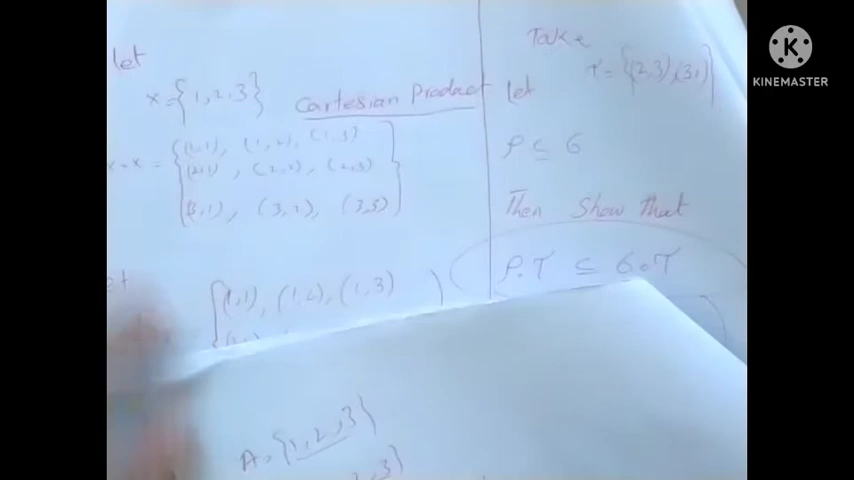 let
x = {1,2,3}
Cartesian Product
x × x = {(1,1), (1,2), (1,3)
(2,1), (2,2), (2,3)
(3,1), (3,2), (3,3)}
{(1,1), (1,2), (1,3)
A = {1,2,3}
Take
τ = {(2,3),(3,1)}
let
ρ ⊆ 6
Then Show That
ρ.τ ⊆ 6.τ
KINEMASTER